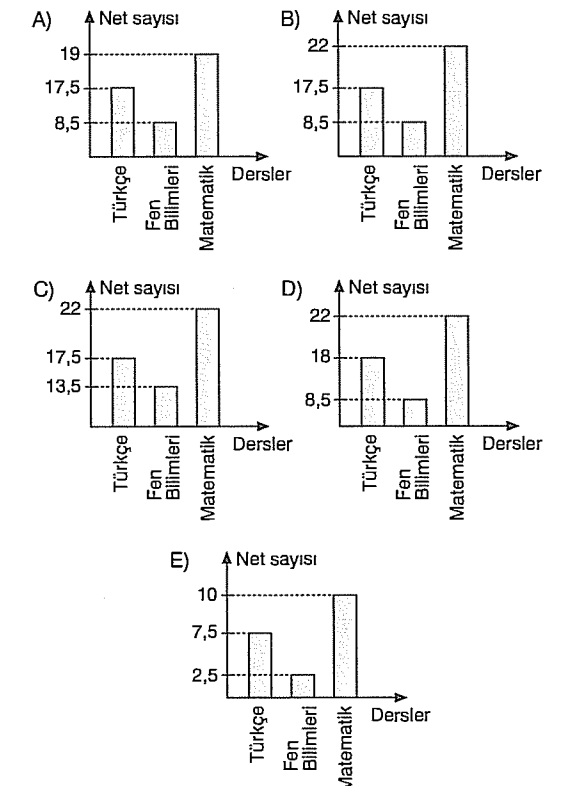 A)
Net sayısı
19
17,5
8,5
Türkçe
Fen
Bilimleri
Matematik
Dersler
B)
Net sayısı
22
17,5
8,5
Türkçe
Fen
Bilimleri
Matematik
Dersler
C)
Net sayısı
22
17,5
13,5
Türkçe
Fen
Bilimleri
Matematik
Dersler
D)
Net sayısı
22
18
8,5
Türkçe
Fen
Bilimleri
Matematik
Dersler
E)
Net sayısı
10
7,5
2,5
Türkçe
Fen
Bilimleri
Matematik
Dersler